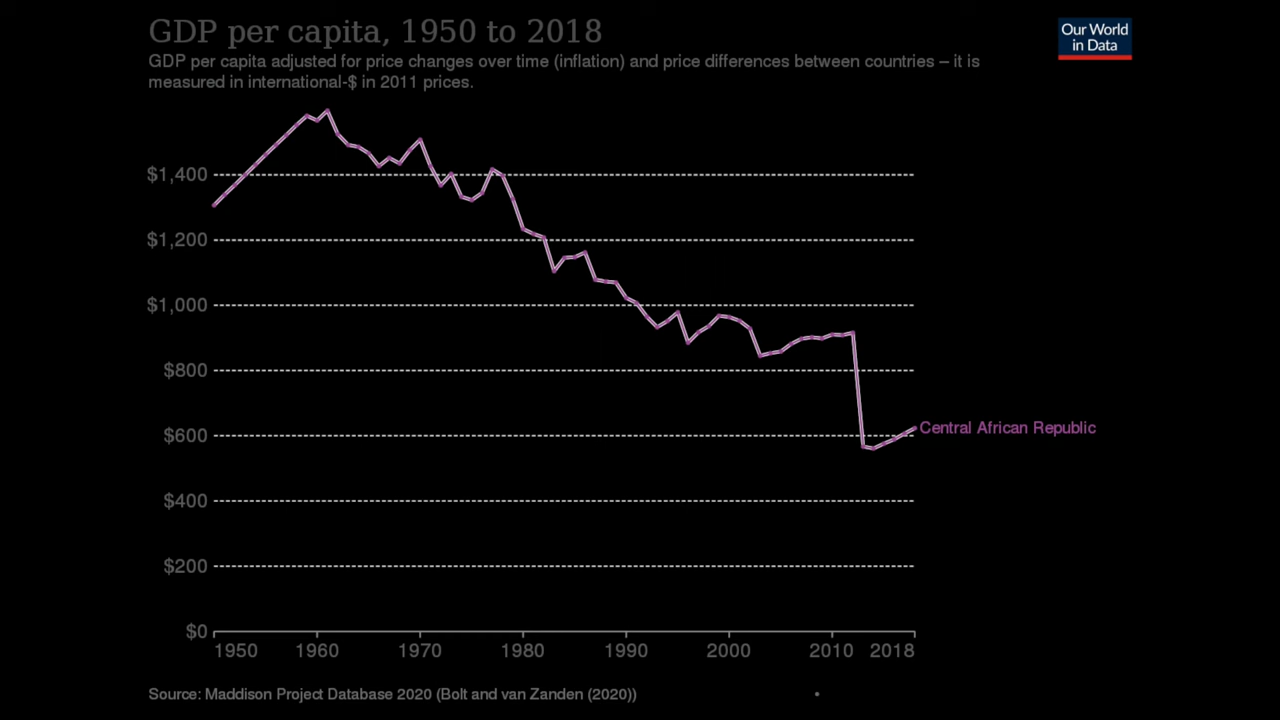 GDP per capita, 1950 to 2018
Our World
in Data
GDP per capita adjusted for price changes over time (inflation) and price differences between countries – it is
measured in international-$ in 2011 prices.
$1,400
$1,200
$1,000
$800
$600
Central African Republic
$400
$200
$0
1950 1960 1970 1980 1990 2000 2010 2018
Source: Maddison Project Database 2020 (Bolt and van Zanden (2020)) •